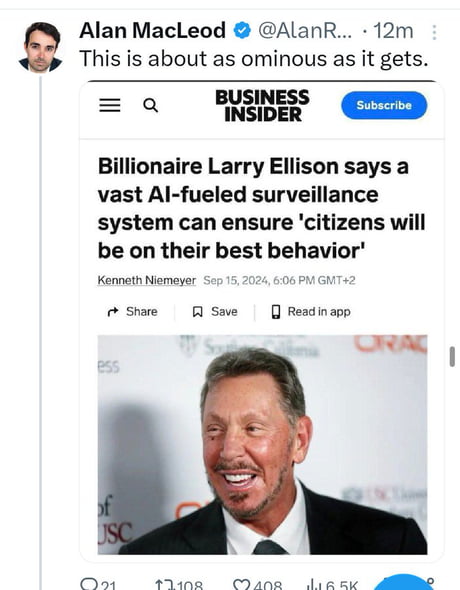 Alan MacLeod @AlanR... · 12m
This is about as ominous as it gets.
BUSINESS
INSIDER
Subscribe
Billionaire Larry Ellison says a
vast AI-fueled surveillance
system can ensure 'citizens will
be on their best behavior'
Kenneth Niemeyer Sep 15, 2024, 6:06 PM GMT+2
Share Save Read in app
Southern California
ORAC
ess
of
USC
21 108 408 6.5K